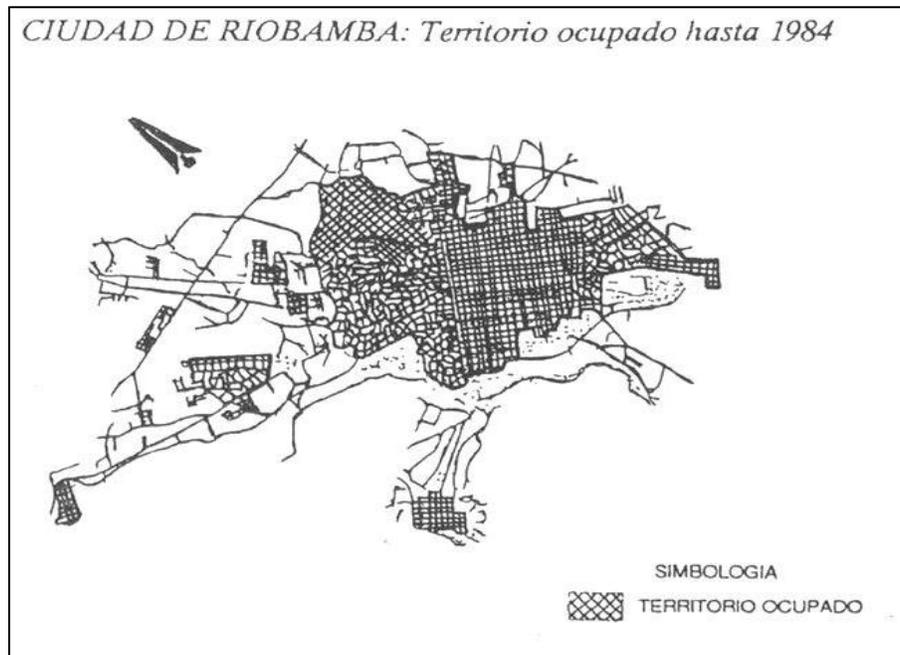 CIUDAD DE RIOBAMBA: Territorio ocupado hasta 1984
SIMBOLOGIA
TERRITORIO OCUPADO